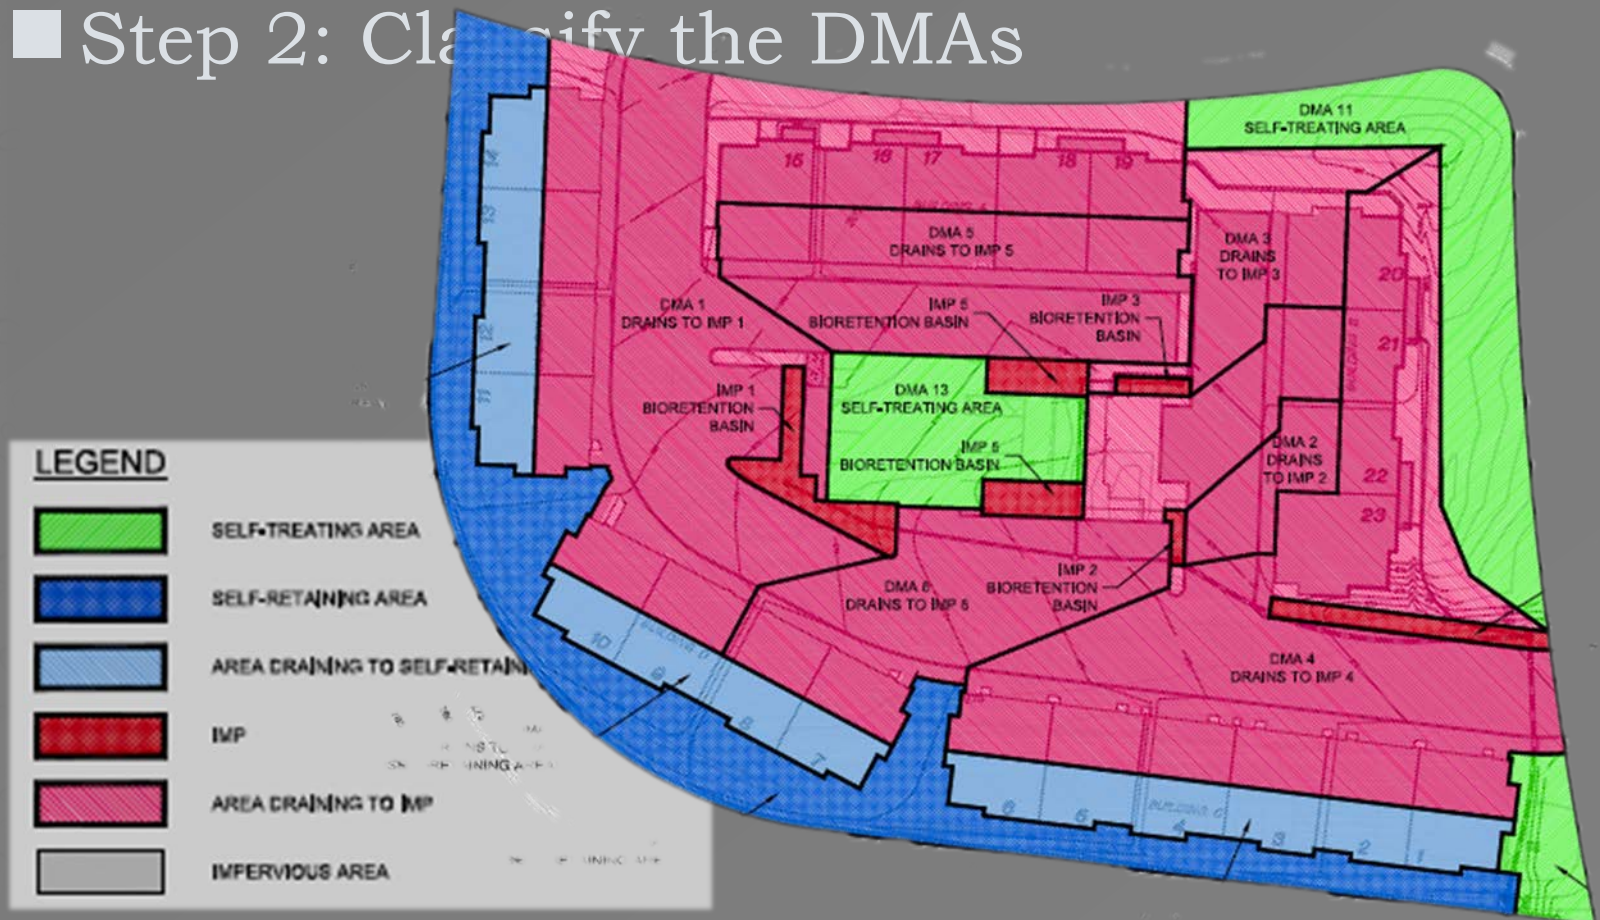 Step 2: Classify the DMAs
DMA 11
SELF-TREATING AREA
15
16
17
18
19
DMA 5
DRAINS TO IMP 5
DMA 3
DRAINS
TO IMP 3
20
21
22
23
14
13
12
11
DMA 1
DRAINS TO IMP 1
IMP 5
BIORETENTION BASIN
IMP 3
BIORETENTION
BASIN
IMP 1
BIORETENTION
BASIN
DMA 13
SELF-TREATING AREA
IMP 6
BIORETENTION BASIN
DMA 2
DRAINS
TO IMP 2
IMP 2
BIORETENTION
BASIN
DMA 6
DRAINS TO IMP 6
DMA 4
DRAINS TO IMP 4
10
9
8
7
BUILDING C
6
5
4
3
2
1
LEGEND
SELF-TREATING AREA
SELF-RETAINING AREA
AREA DRAINING TO SELF-RETAINI
IMP
AREA DRAINING TO IMP
IMPERVIOUS AREA